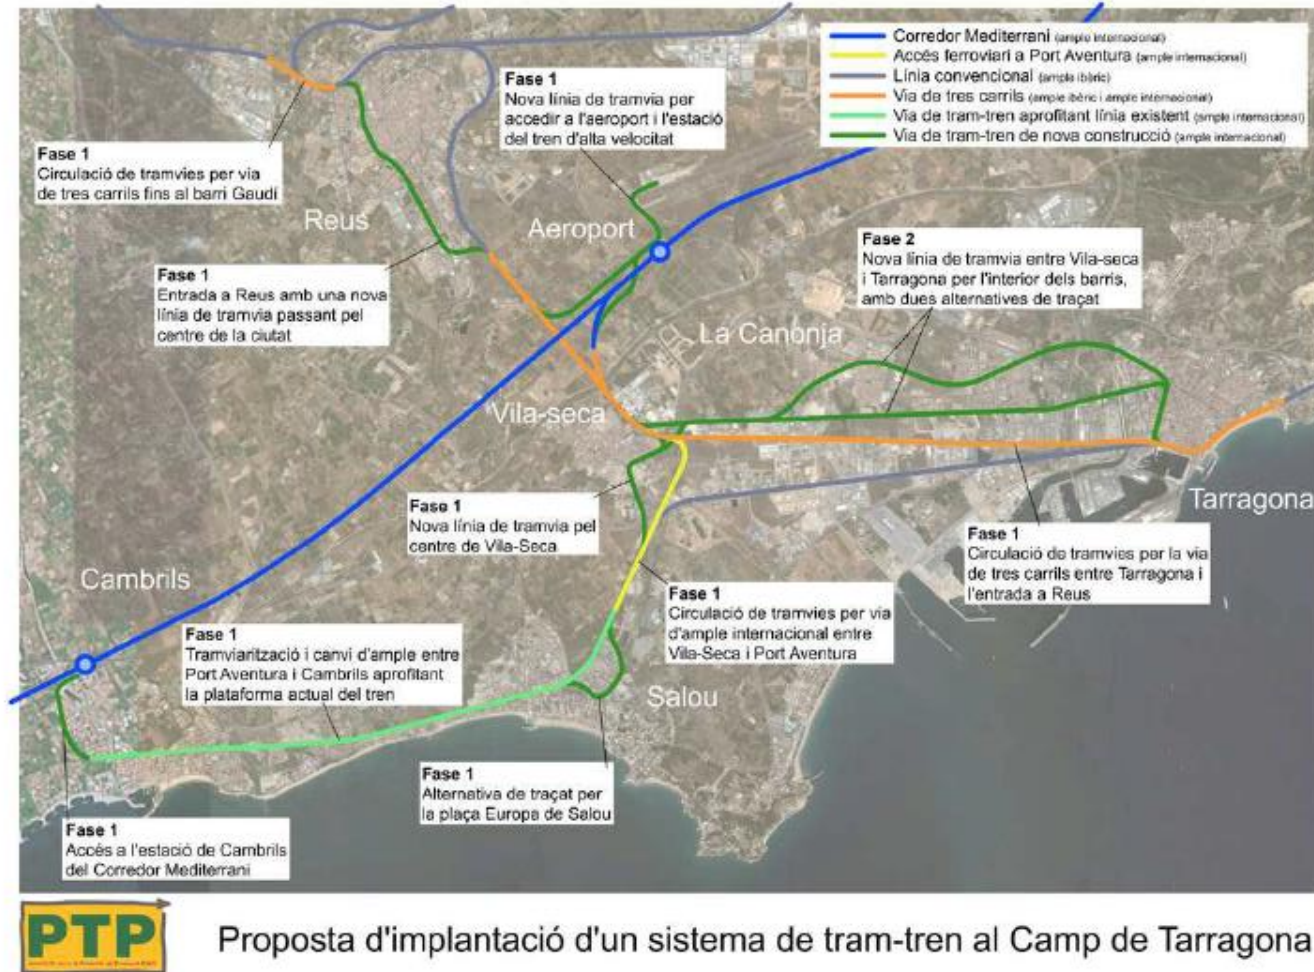 Corredor Mediterrani (ample internacional)
Accés ferroviari a Port Aventura (ample internacional)
Línia convencional (ample ibèric)
Via de tres carrils (ample ibèric i ample internacional)
Via de tram-tren aprofitant línia existent (ample internacional)
Via de tram-tren de nova construcció (ample internacional)
Fase 1
Nova línia de tramvia per
accedir a l'aeroport i l'estació
del tren d'alta velocitat
Fase 1
Circulació de tramvies per via
de tres carrils fins al barri Gaudí
Reus
Aeroport
Fase 2
Nova línia de tramvia entre Vila-seca
i Tarragona per l'interior dels barris,
amb dues alternatives de traçat
Fase 1
Entrada a Reus amb una nova
línia de tramvia passant pel
centre de la ciutat
La Canonja
Vila-seca
Fase 1
Nova línia de tramvia pel
centre de Vila-Seca
Tarragona
Fase 1
Circulació de tramvies per la via
de tres carrils entre Tarragona i
l'entrada a Reus
Cambrils
Fase 1
Circulació de tramvies per via
d'ample internacional entre
Vila-Seca i Port Aventura
Fase 1
Tramviarització i canvi d'ample entre
Port Aventura i Cambrils aprofitant
la plataforma actual del tren
Salou
Fase 1
Alternativa de traçat per
la plaça Europa de Salou
Fase 1
Accés a l'estació de Cambrils
del Corredor Mediterrani
PTP
Proposta d'implantació d'un sistema de tram-tren al Camp de Tarragona